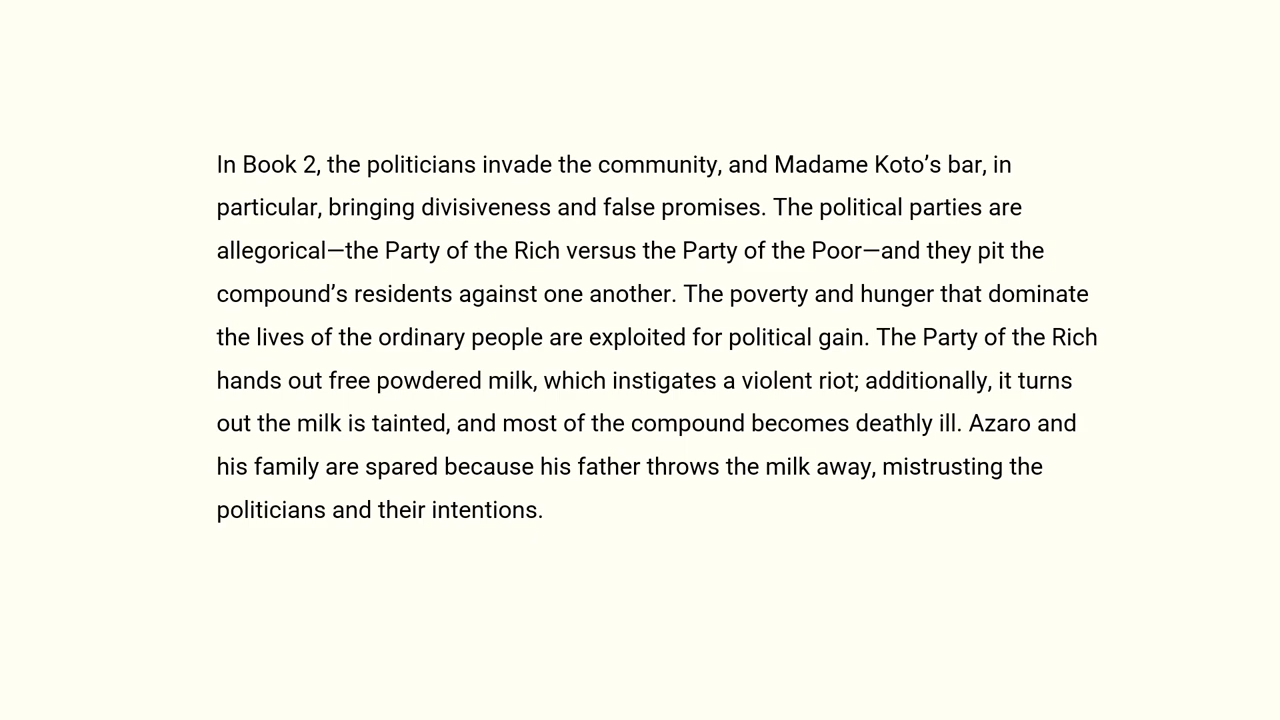 In Book 2, the politicians invade the community, and Madame Koto’s bar, in
particular, bringing divisiveness and false promises. The political parties are
allegorical—the Party of the Rich versus the Party of the Poor—and they pit the
compound’s residents against one another. The poverty and hunger that dominate
the lives of the ordinary people are exploited for political gain. The Party of the Rich
hands out free powdered milk, which instigates a violent riot; additionally, it turns
out the milk is tainted, and most of the compound becomes deathly ill. Azaro and
his family are spared because his father throws the milk away, mistrusting the
politicians and their intentions.